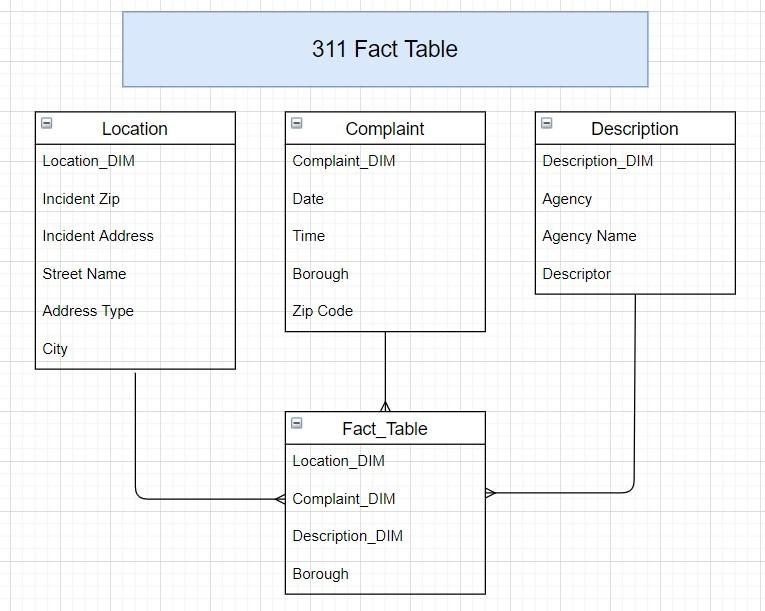 311 Fact Table
Location
Location_DIM
Incident Zip
Incident Address
Street Name
Address Type
City
Complaint
Complaint_DIM
Date
Time
Borough
Zip Code
Description
Description_DIM
Agency
Agency Name
Descriptor
Fact_Table
Location_DIM
Complaint_DIM
Description_DIM
Borough